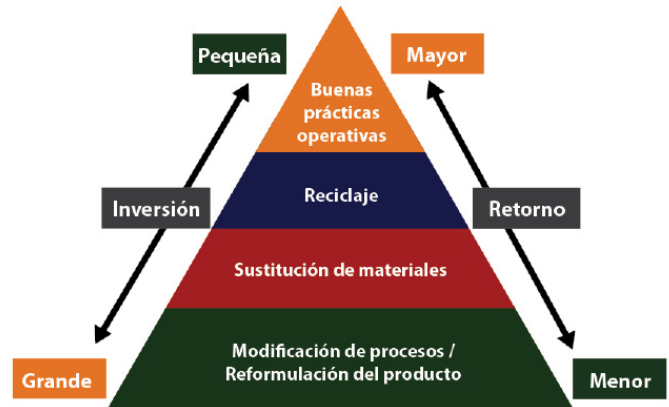 Pequeña
Mayor
Buenas
prácticas
operativas
Reciclaje
Inversión
Retorno
Sustitución de materiales
Modificación de procesos /
Reformulación del producto
Grande
Menor